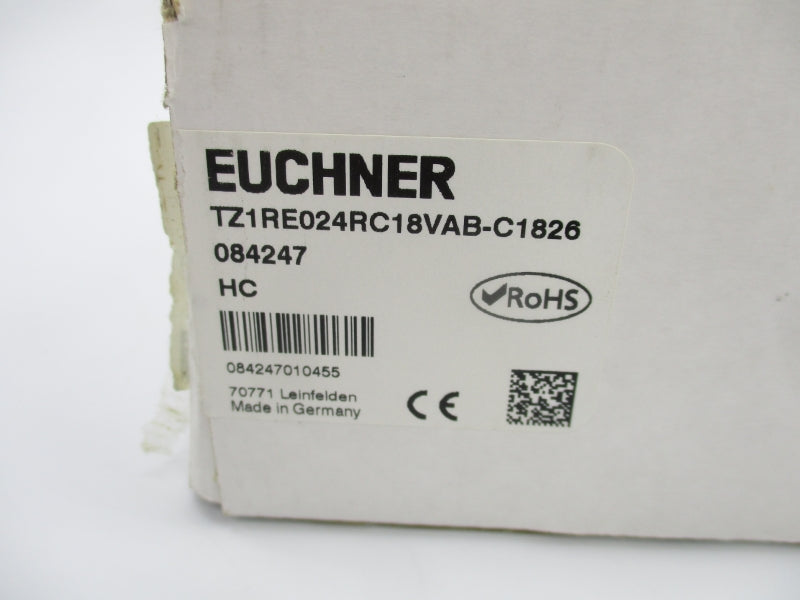 EUCHNER
TZ1RE024RC18VAB-C1826
084247
HC
RoHS
084247010455
70771 Leinfelden
Made in Germany
CE